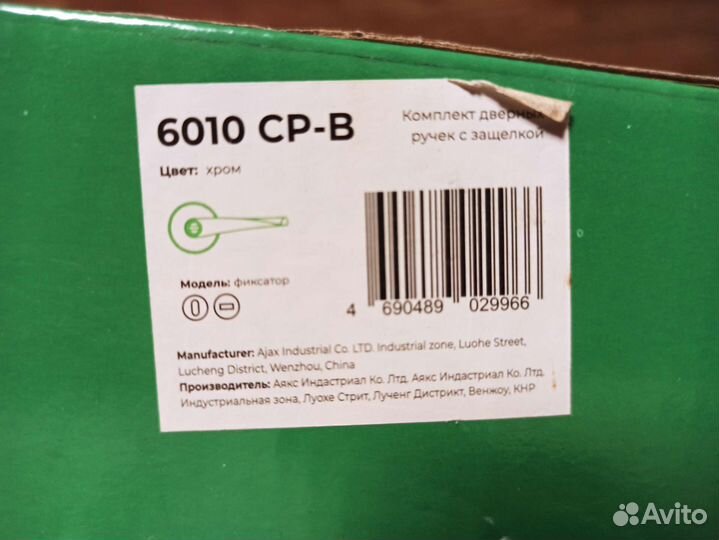 6010 CP-B
Комплект дверных
ручек с защелкой
Цвет: хром
Модель: фиксатор
4 690489 029966
Manufacturer: Ajax Industrial Co. LTD. Industrial zone, Luohe Street,
Lucheng District, Wenzhou, China
Производитель: Аякс Индастриал Ко. Лтд. Аякс Индастриал Ко. Лтд.
Индустриальная зона, Луохе Стрит, Лученг Дистрикт, Венжоу, КНР
Avito